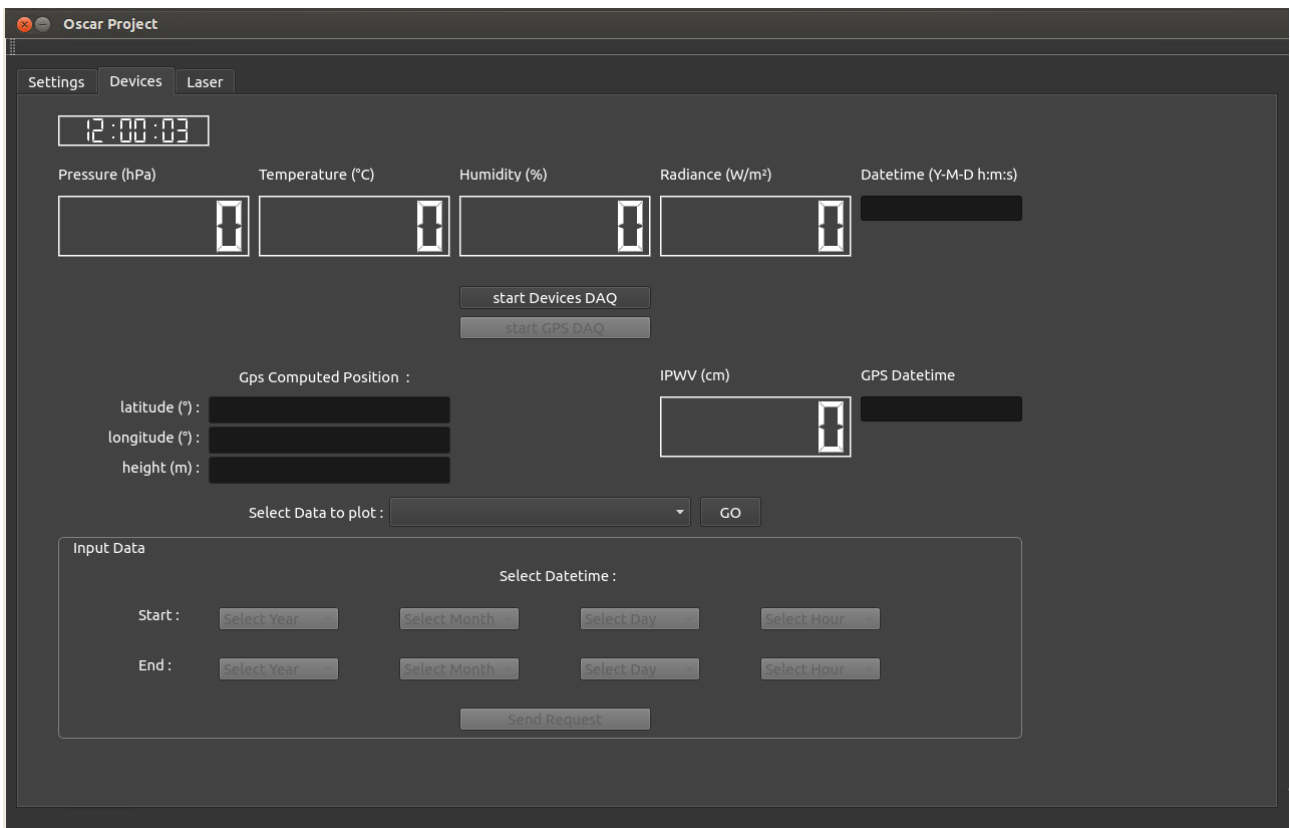 Oscar Project
Settings Devices Laser
12:00:03
Pressure (hPa) Temperature (°C) Humidity (%) Radiance (W/m²) Datetime (Y-M-D h:m:s)
0 0 0 0
start Devices DAQ
start GPS DAQ
Gps Computed Position : IPWV (cm) GPS Datetime
latitude (°) : 0
longitude (°) :
height (m) :
Select Data to plot : GO
Input Data
Select Datetime :
Start : Select Year Select Month Select Day Select Hour
End : Select Year Select Month Select Day Select Hour
Send Request